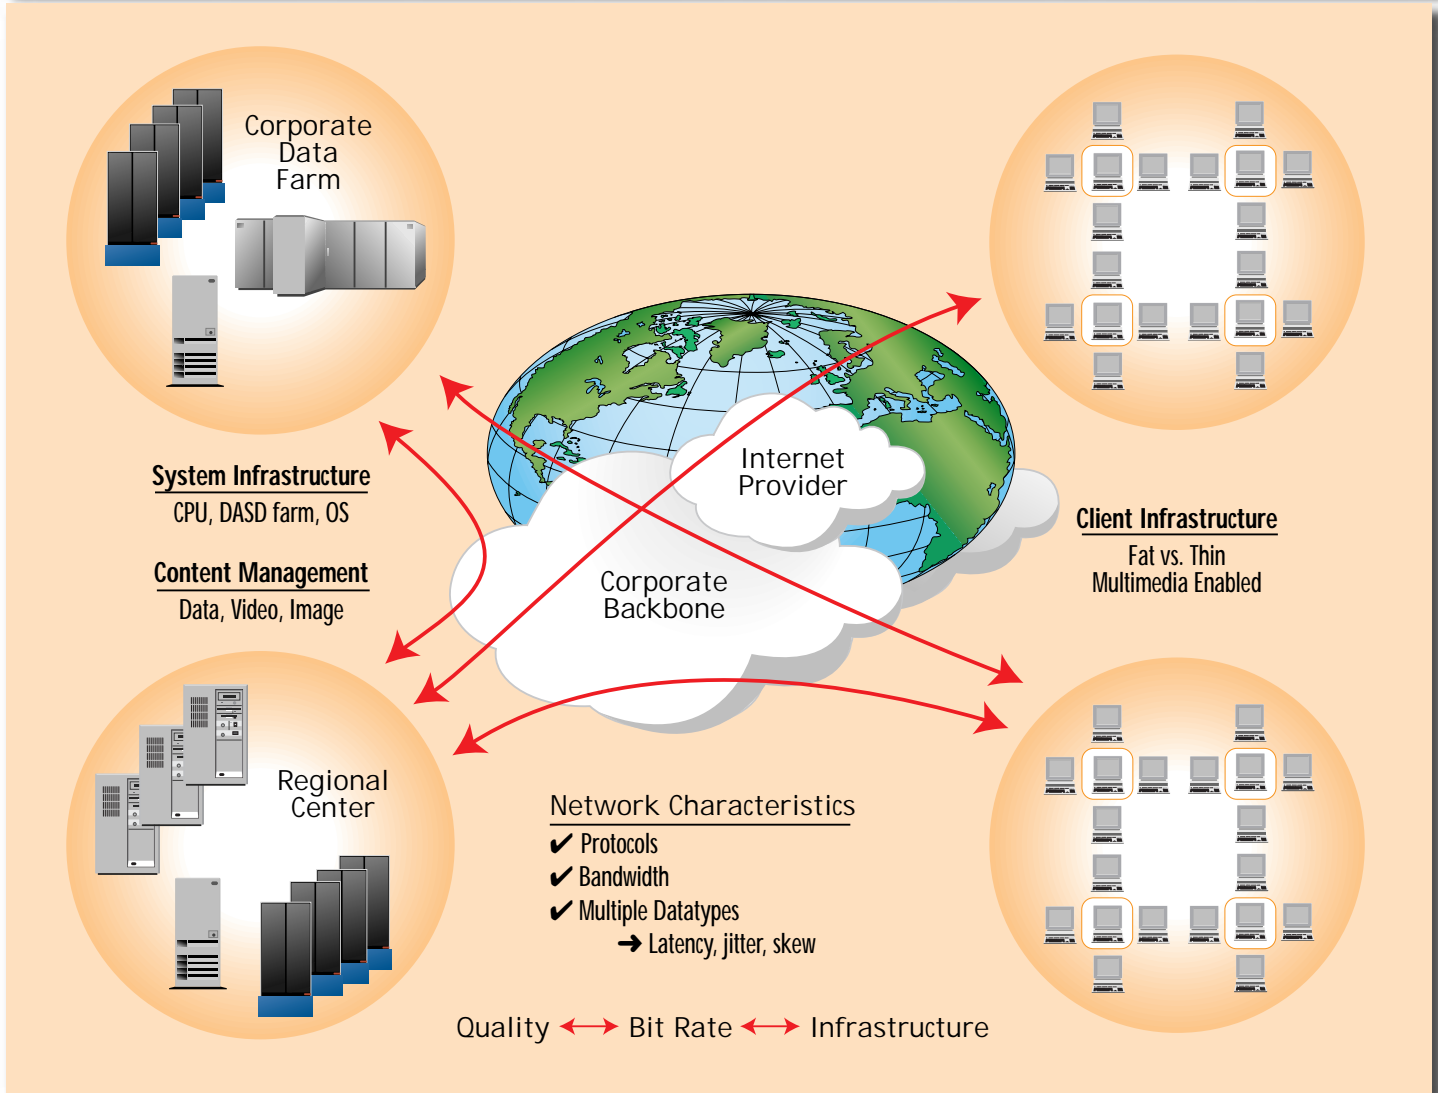 Corporate
Data
Farm
System Infrastructure
CPU, DASD farm, OS
Content Management
Data, Video, Image
Internet
Provider
Corporate
Backbone
Client Infrastructure
Fat vs. Thin
Multimedia Enabled
Regional
Center
Network Characteristics
✔ Protocols
✔ Bandwidth
✔ Multiple Datatypes
➜ Latency, jitter, skew
Quality ↔ Bit Rate ↔ Infrastructure